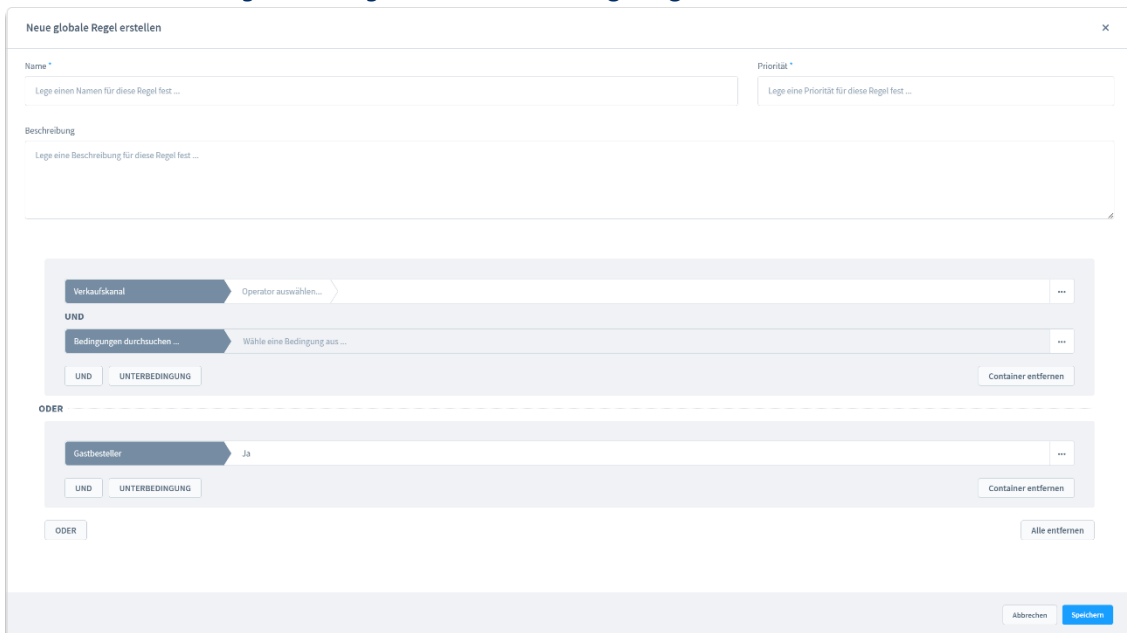 Neue globale Regel erstellen ×
Name * Priorität *
Lege einen Namen für diese Regel fest ... Lege eine Priorität für diese Regel fest ...
Beschreibung
Lege eine Beschreibung für diese Regel fest ...
Verkaufskanal Operator auswählen... ...
UND
Bedingungen durchsuchen ... Wähle eine Bedingung aus ... ...
UND UNTERBEDINGUNG Container entfernen
ODER
Gastbesteller Ja ...
UND UNTERBEDINGUNG Container entfernen
ODER Alle entfernen
Abbrechen Speichern